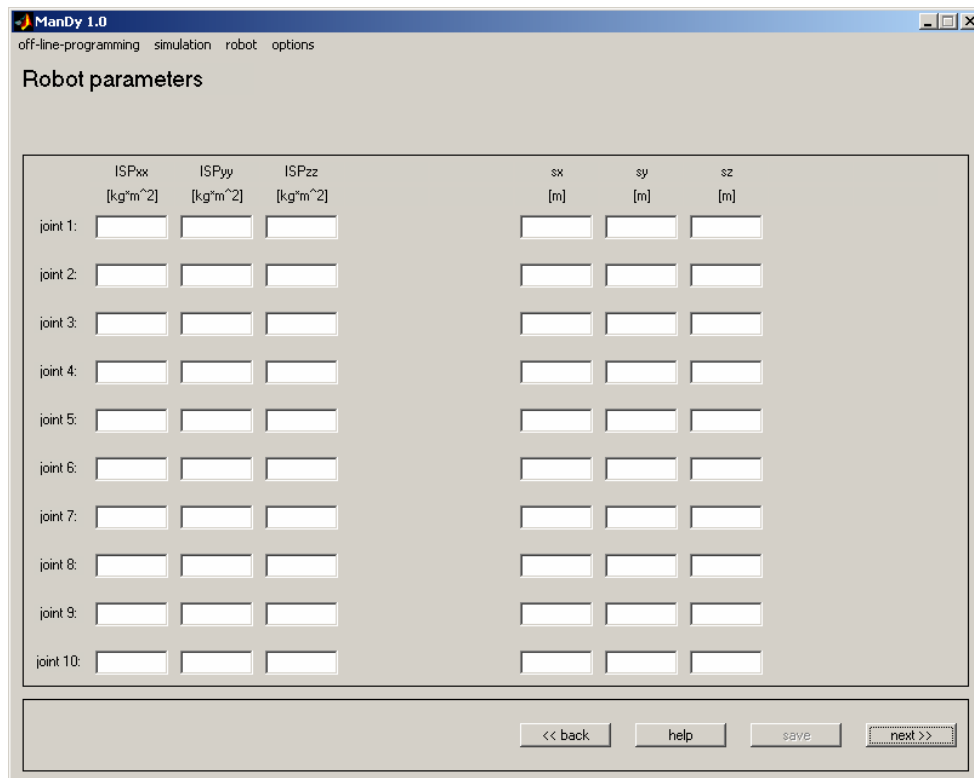 ManDy 1.0
off-line-programming simulation robot options
Robot parameters
ISPxx ISPyy ISPzz sx sy sz
[kg*m^2] [kg*m^2] [kg*m^2] [m] [m] [m]
joint 1:
joint 2:
joint 3:
joint 4:
joint 5:
joint 6:
joint 7:
joint 8:
joint 9:
joint 10:
<< back help save next >>